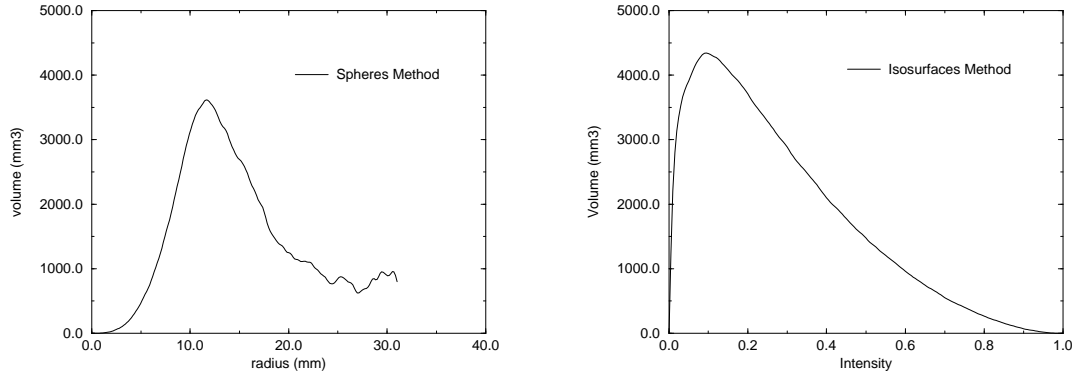 5000.0
4000.0
3000.0
2000.0
1000.0
0.0
volume (mm3)
Spheres Method
0.0 10.0 20.0 30.0 40.0
radius (mm)
5000.0
4000.0
3000.0
2000.0
1000.0
0.0
Volume (mm3)
Isosurfaces Method
0.0 0.2 0.4 0.6 0.8 1.0
Intensity